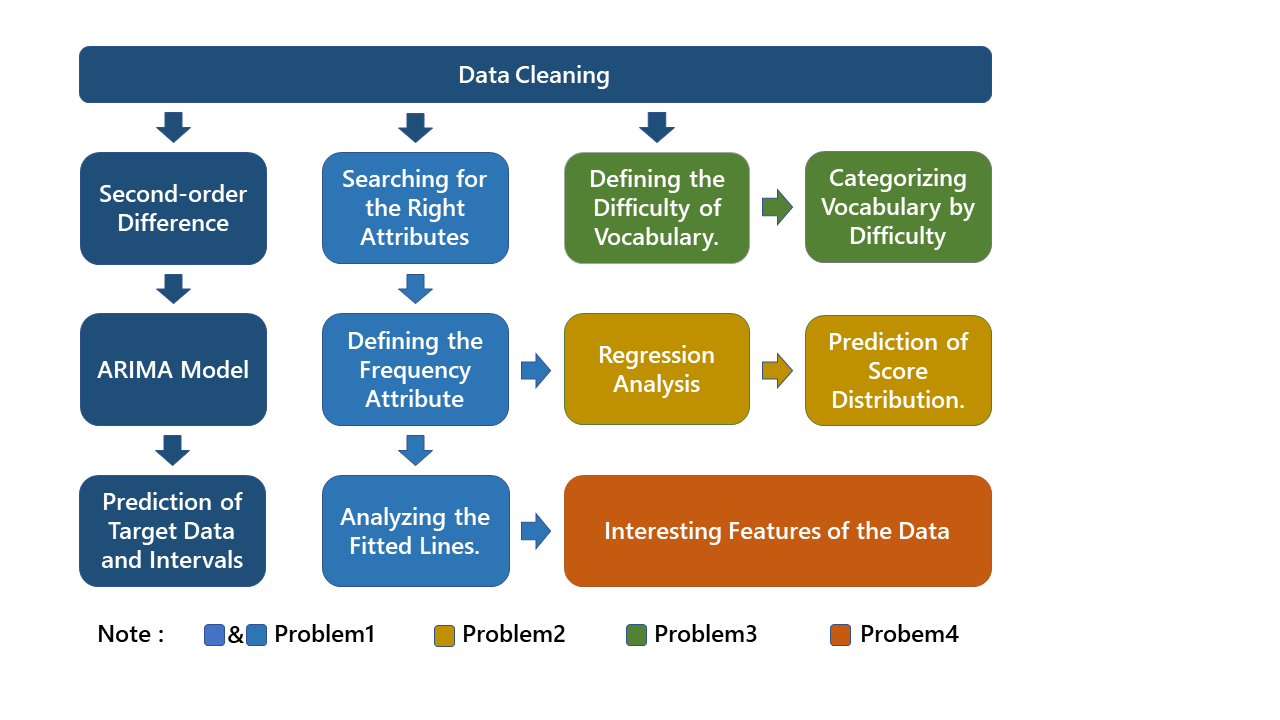 Data Cleaning
Second-order
Difference
Searching for
the Right
Attributes
Defining the
Difficulty of
Vocabulary.
Categorizing
Vocabulary by
Difficulty
ARIMA Model
Defining the
Frequency
Attribute
Regression
Analysis
Prediction of
Score
Distribution.
Prediction of
Target Data
and Intervals
Analyzing the
Fitted Lines.
Interesting Features of the Data
Note : & Problem1 Problem2 Problem3 Probem4